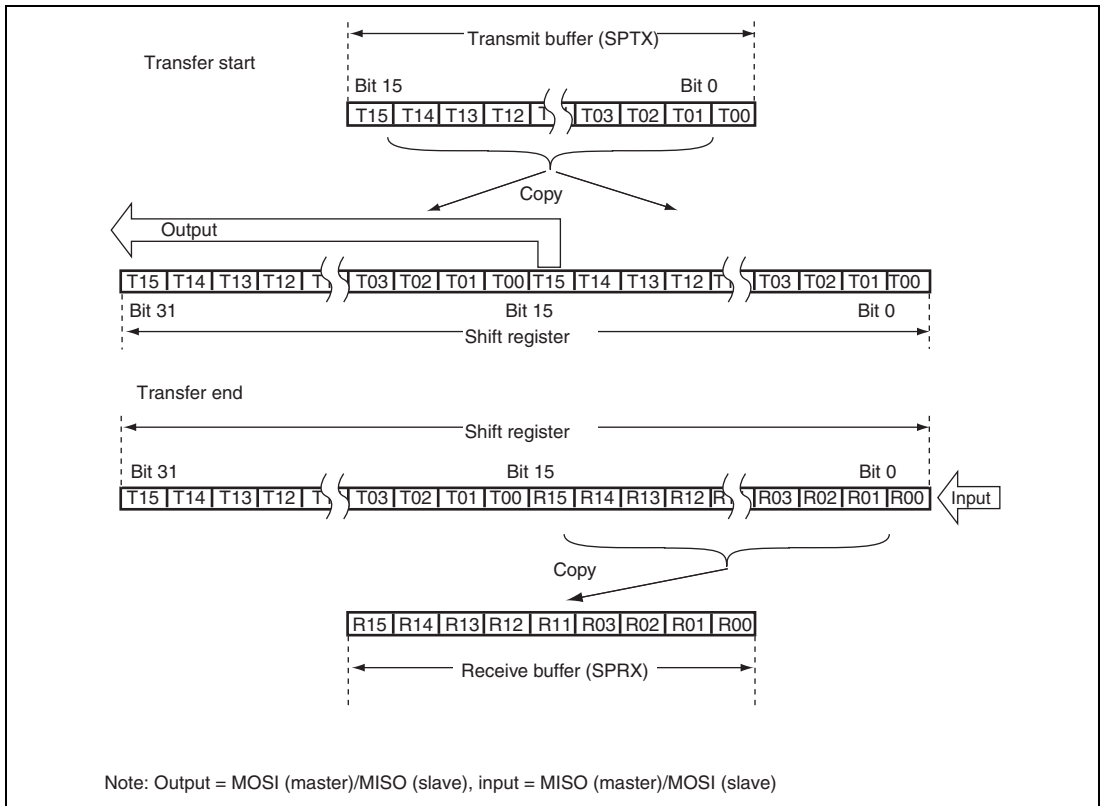 Transmit buffer (SPTX)
Transfer start
Bit 15 Bit 0
T15 T14 T13 T12 T03 T02 T01 T00
Copy
Output
T15 T14 T13 T12 T03 T02 T01 T00 T15 T14 T13 T12 T03 T02 T01 T00
Bit 31 Bit 15 Bit 0
Shift register
Transfer end
Shift register
Bit 31 Bit 15 Bit 0
T15 T14 T13 T12 T03 T02 T01 T00 R15 R14 R13 R12 R03 R02 R01 R00 Input
Copy
R15 R14 R13 R12 R11 R03 R02 R01 R00
Receive buffer (SPRX)
Note: Output = MOSI (master)/MISO (slave), input = MISO (master)/MOSI (slave)